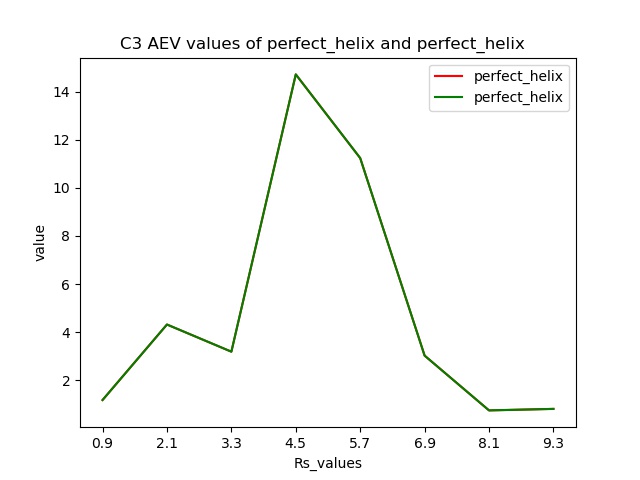 C3 AEV values of perfect_helix and perfect_helix
perfect_helix
perfect_helix
14
12
10
8
6
4
2
value
0.9 2.1 3.3 4.5 5.7 6.9 8.1 9.3
Rs_values